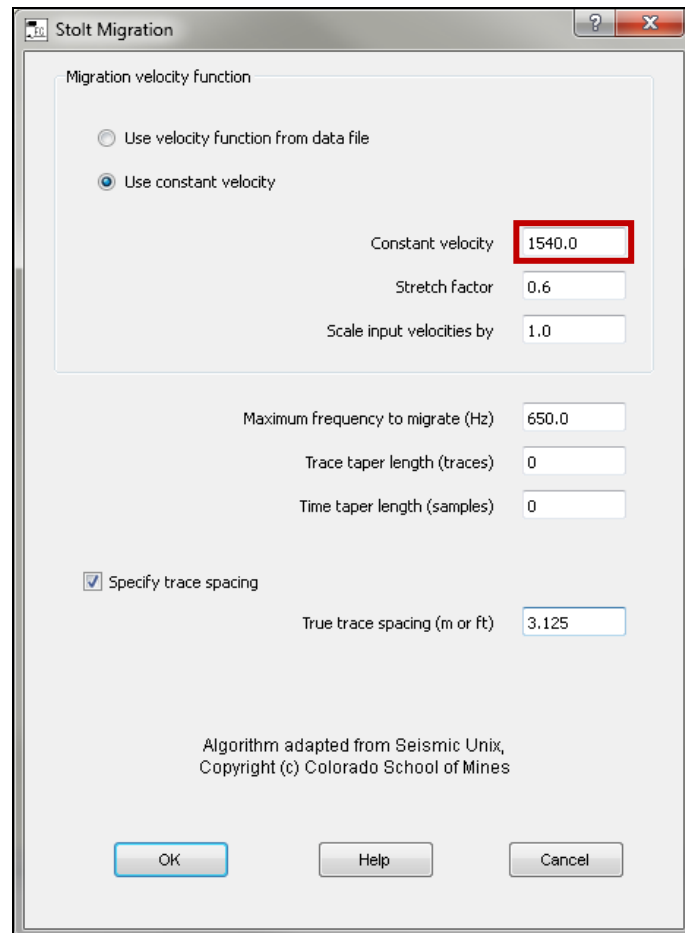 Stolt Migration
Migration velocity function
Use velocity function from data file
Use constant velocity
Constant velocity 1540.0
Stretch factor 0.6
Scale input velocities by 1.0
Maximum frequency to migrate (Hz) 650.0
Trace taper length (traces) 0
Time taper length (samples) 0
Specify trace spacing
True trace spacing (m or ft) 3.125
Algorithm adapted from Seismic Unix,
Copyright (c) Colorado School of Mines
OK Help Cancel